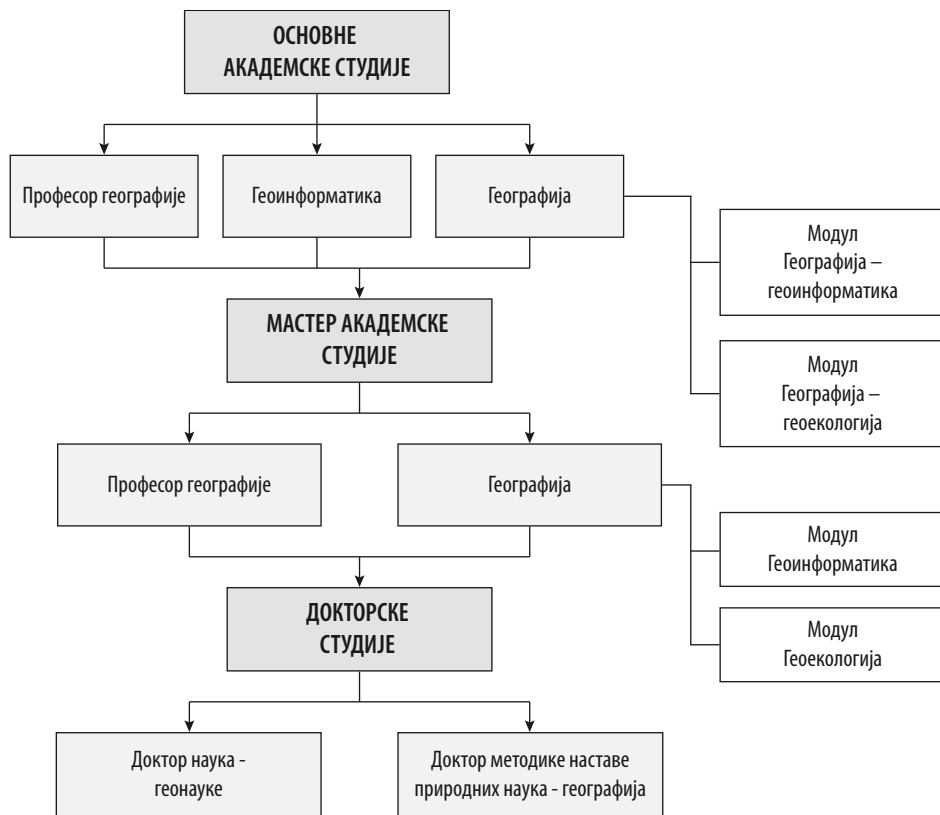 ОСНОВНЕ
АКАДЕМСКЕ СТУДИЈЕ
Професор географије
Геоинформатика
Географија
Модул
Географија –
геоинформатика
Модул
Географија –
геоекологија
МАСТЕР АКАДЕМСКЕ
СТУДИЈЕ
Професор географије
Географија
Модул
Геоинформатика
Модул
Геоекологија
ДОКТОРСКЕ
СТУДИЈЕ
Доктор наука -
геонауке
Доктор методике наставе
природних наука - географија